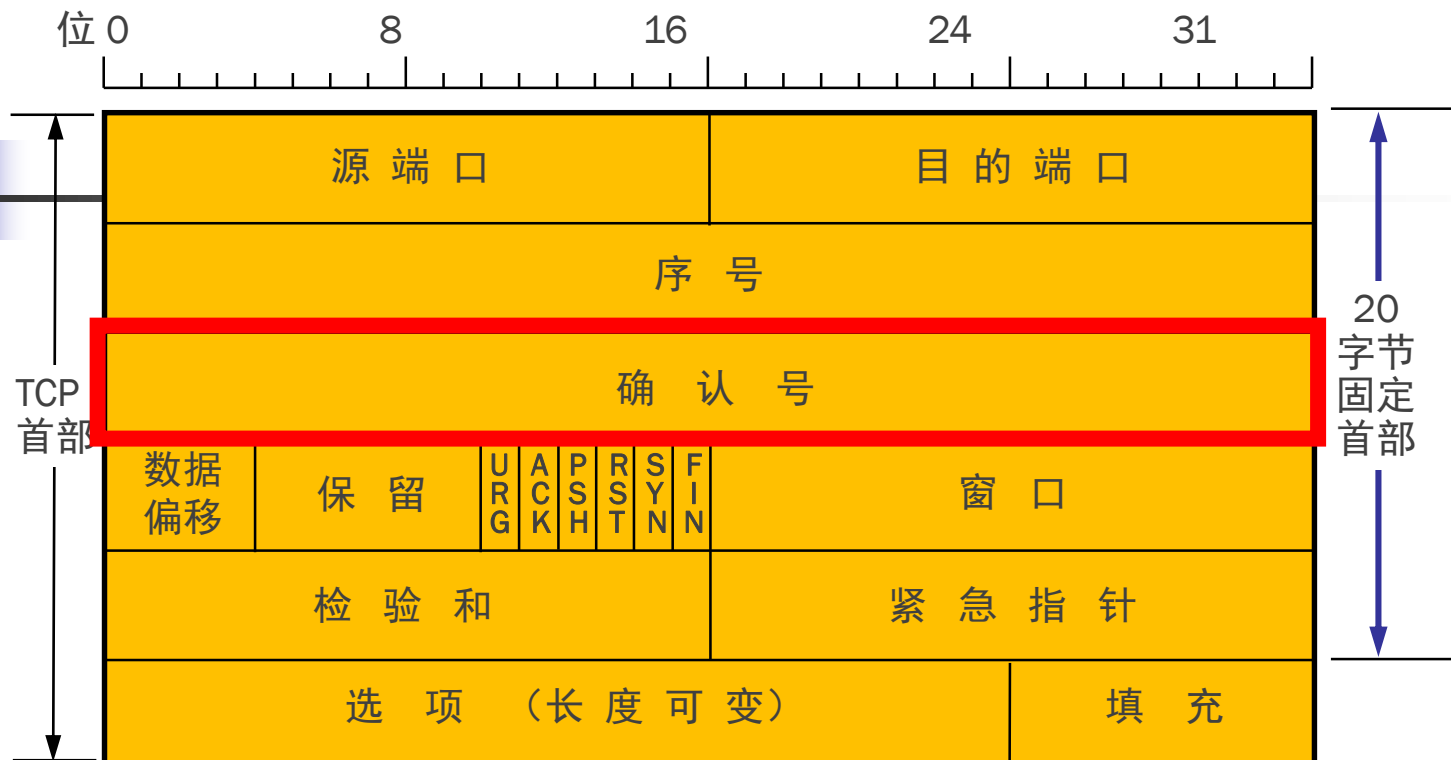 位 0 8 16 24 31
源 端 口 目 的 端 口
序 号
确 认 号
TCP
首部
20
字节
固定
首部
数据
偏移
保 留
URG
ACK
PSH
RST
SYN
FIN
窗 口
检 验 和 紧 急 指 针
选 项 （长 度 可 变） 填 充